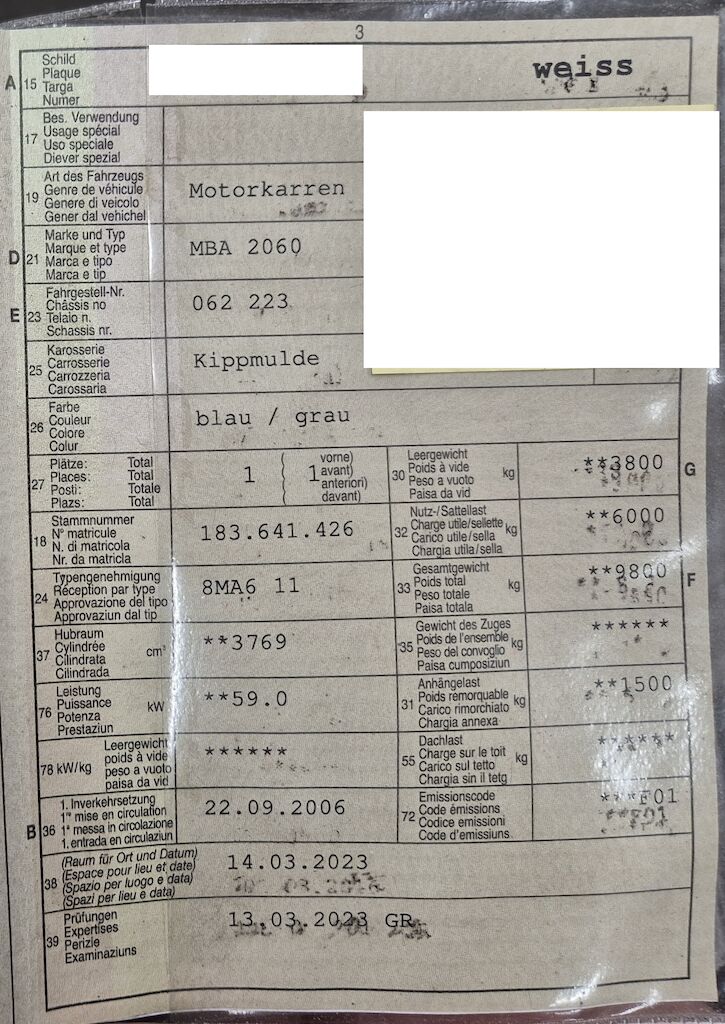 3
A 15 Schild
Plaque
Targa
Numer
weiss
17 Bes. Verwendung
Usage spécial
Uso speciale
Diever spezial
19 Art des Fahrzeugs
Genre de véhicule
Genere di veicolo
Gener dal vehichel
Motorkarren
D 21 Marke und Typ
Marque et type
Marca e tipo
Marca e tip
MBA 2060
E 23 Fahrgestell-Nr.
Châssis no
Telaio n.
Schassis nr.
062 223
25 Karosserie
Carrosserie
Carrozzeria
Carossaria
Kippmulde
26 Farbe
Couleur
Colore
Colur
blau / grau
27 Plätze: Total
Places: Total
Posti: Totale
Plazs: Total
1 ( 1 vorne)
avant)
anteriori)
davant)
30 Leergewicht
Poids à vide
Peso a vuoto
Paisa da vid
kg
**3800 G
18 Stammnummer
N° matricule
N. di matricola
Nr. da matricla
183.641.426
32 Nutz-/Sattellast
Charge utile/sellette
Carico utile/sella
Chargia utila/sella
kg
**6000
24 Typengenehmigung
Réception par type
Approvazione del tipo
Approvaziun dal tip
8MA6 11
33 Gesamtgewicht
Poids total
Peso totale
Paisa totala
kg
**9800 F
37 Hubraum
Cylindrée
Cilindrata
Cilindrada
cm³
**3769
35 Gewicht des Zuges
Poids de l'ensemble
Peso del convoglio
Paisa cumposiziun
kg
******
76 Leistung
Puissance
Potenza
Prestaziun
kW
**59.0
31 Anhängelast
Poids remorquable
Carico rimorchiato
Chargia annexa
kg
**1500
78 kW/kg Leergewicht
poids à vide
peso a vuoto
paisa da vid
******
55 Dachlast
Charge sur le toit
Carico sul tetto
Chargia sin il tetg
kg
******
B 36 1. Inverkehrsetzung
1re mise en circulation
1a messa in circolazione
1. entrada en circulaziun
22.09.2006
72 Emissionscode
Code émissions
Codice emissioni
Code d'emissiuns
***F01
38 (Raum für Ort und Datum)
(Espace pour lieu et date)
(Spazio per luogo e data)
(Spazi per lieu e data)
14.03.2023
39 Prüfungen
Expertises
Perizie
Examinaziuns
13.03.2023 GR